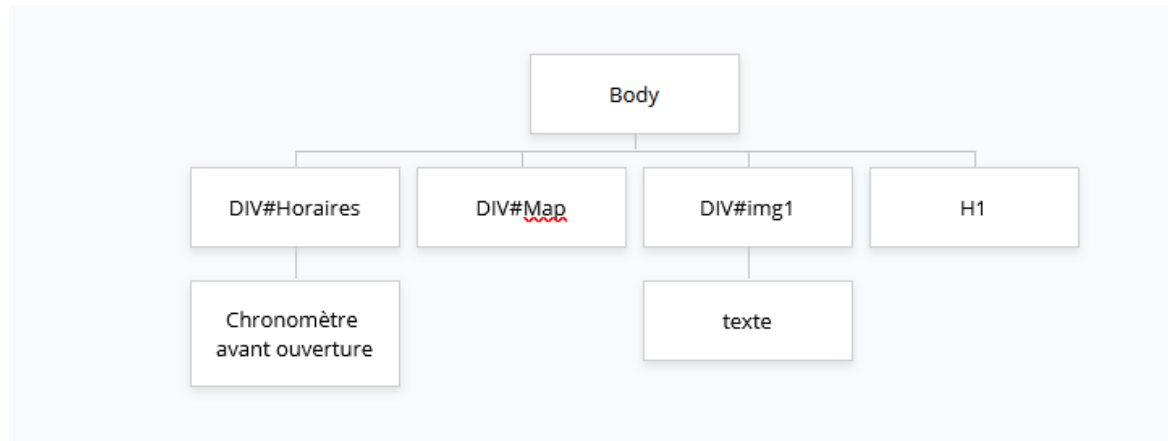 Body
DIV#Horaires
DIV#Map
DIV#img1
H1
Chronomètre
avant ouverture
texte